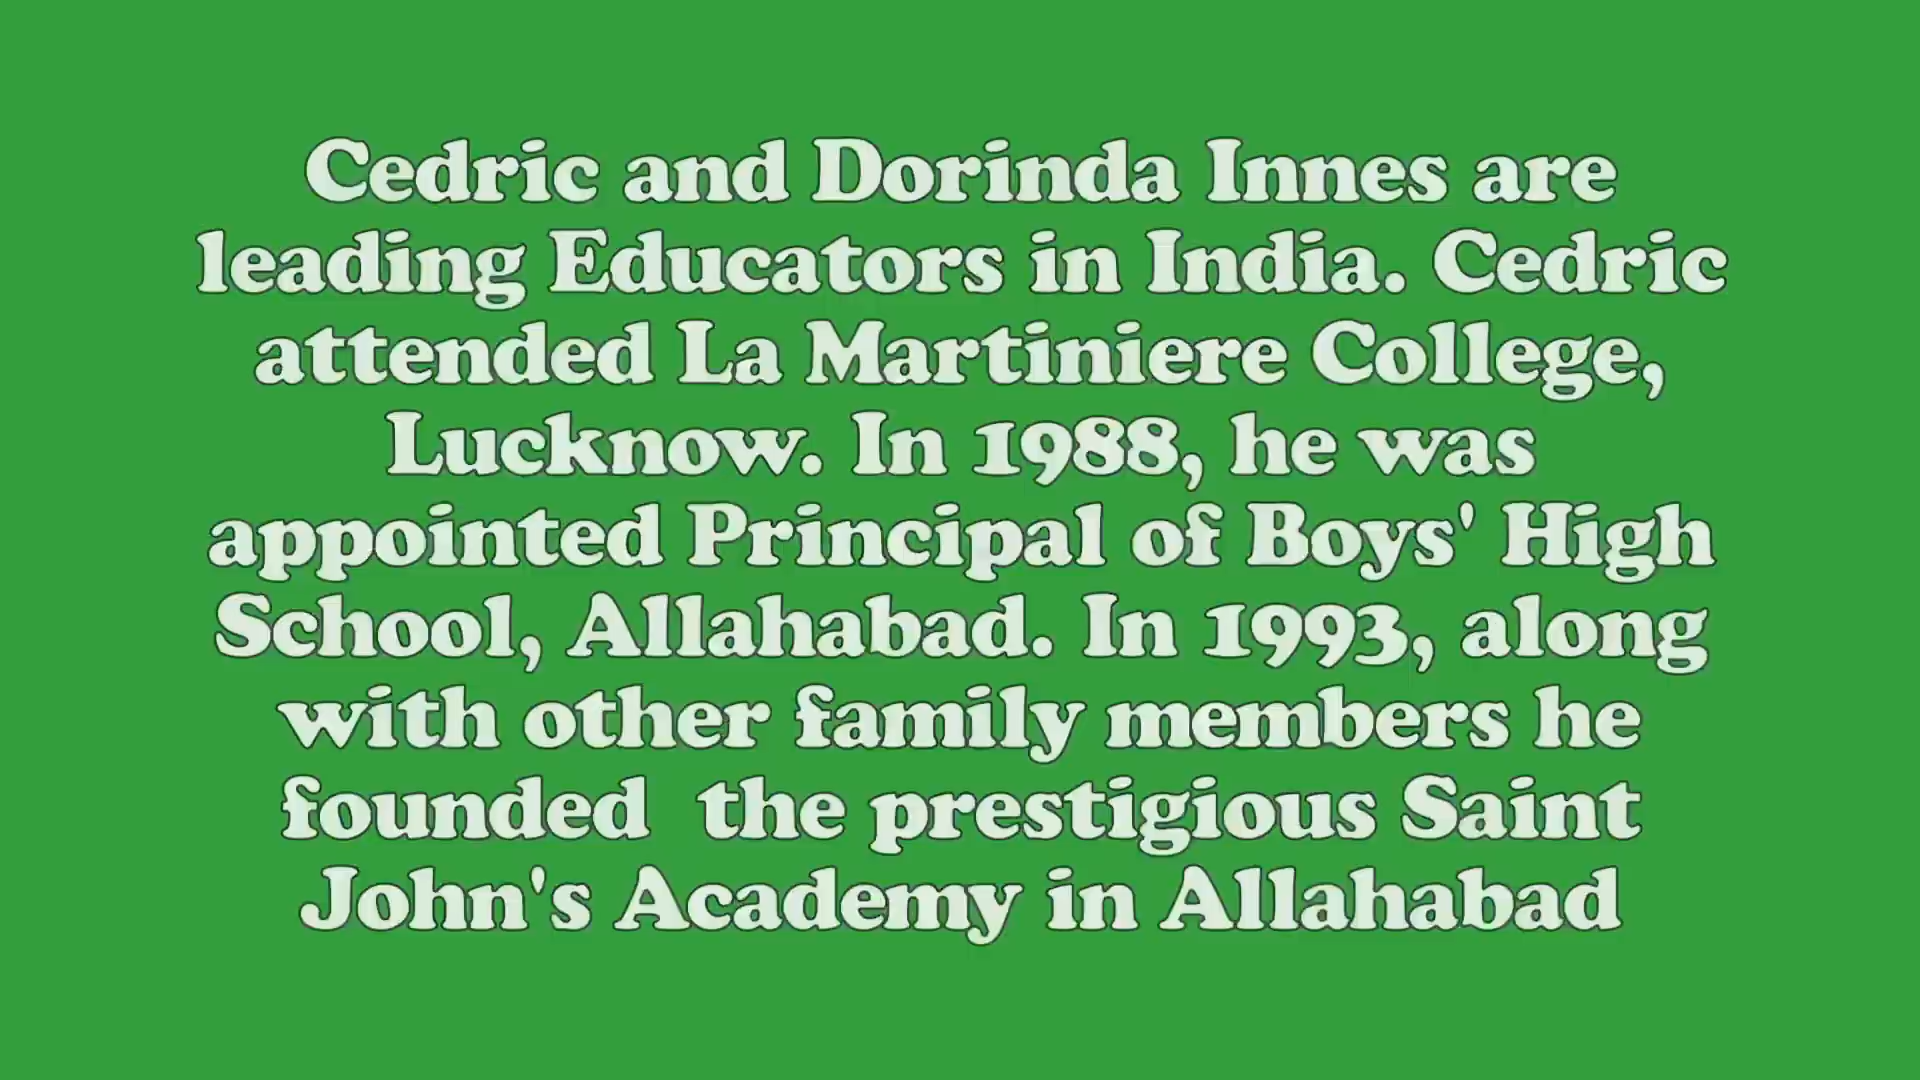 Cedric and Dorinda Innes are
leading Educators in India. Cedric
attended La Martiniere College,
Lucknow. In 1988, he was
appointed Principal of Boys' High
School, Allahabad. In 1993, along
with other family members he
founded  the prestigious Saint
John's Academy in Allahabad